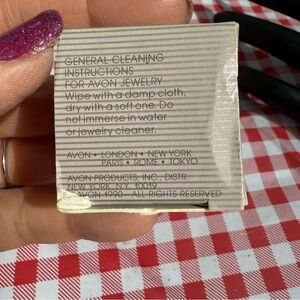 GENERAL CLEANING
INSTRUCTIONS
FOR AVON JEWELRY
Wipe with a damp cloth,
dry with a soft one. Do
not immerse in water
or jewelry cleaner.
AVON • LONDON • NEW YORK
PARIS • ROME • TOKYO
AVON PRODUCTS, INC., DISTR.
NEW YORK, N.Y. 10019
© AVON 1990 ALL RIGHTS RESERVED